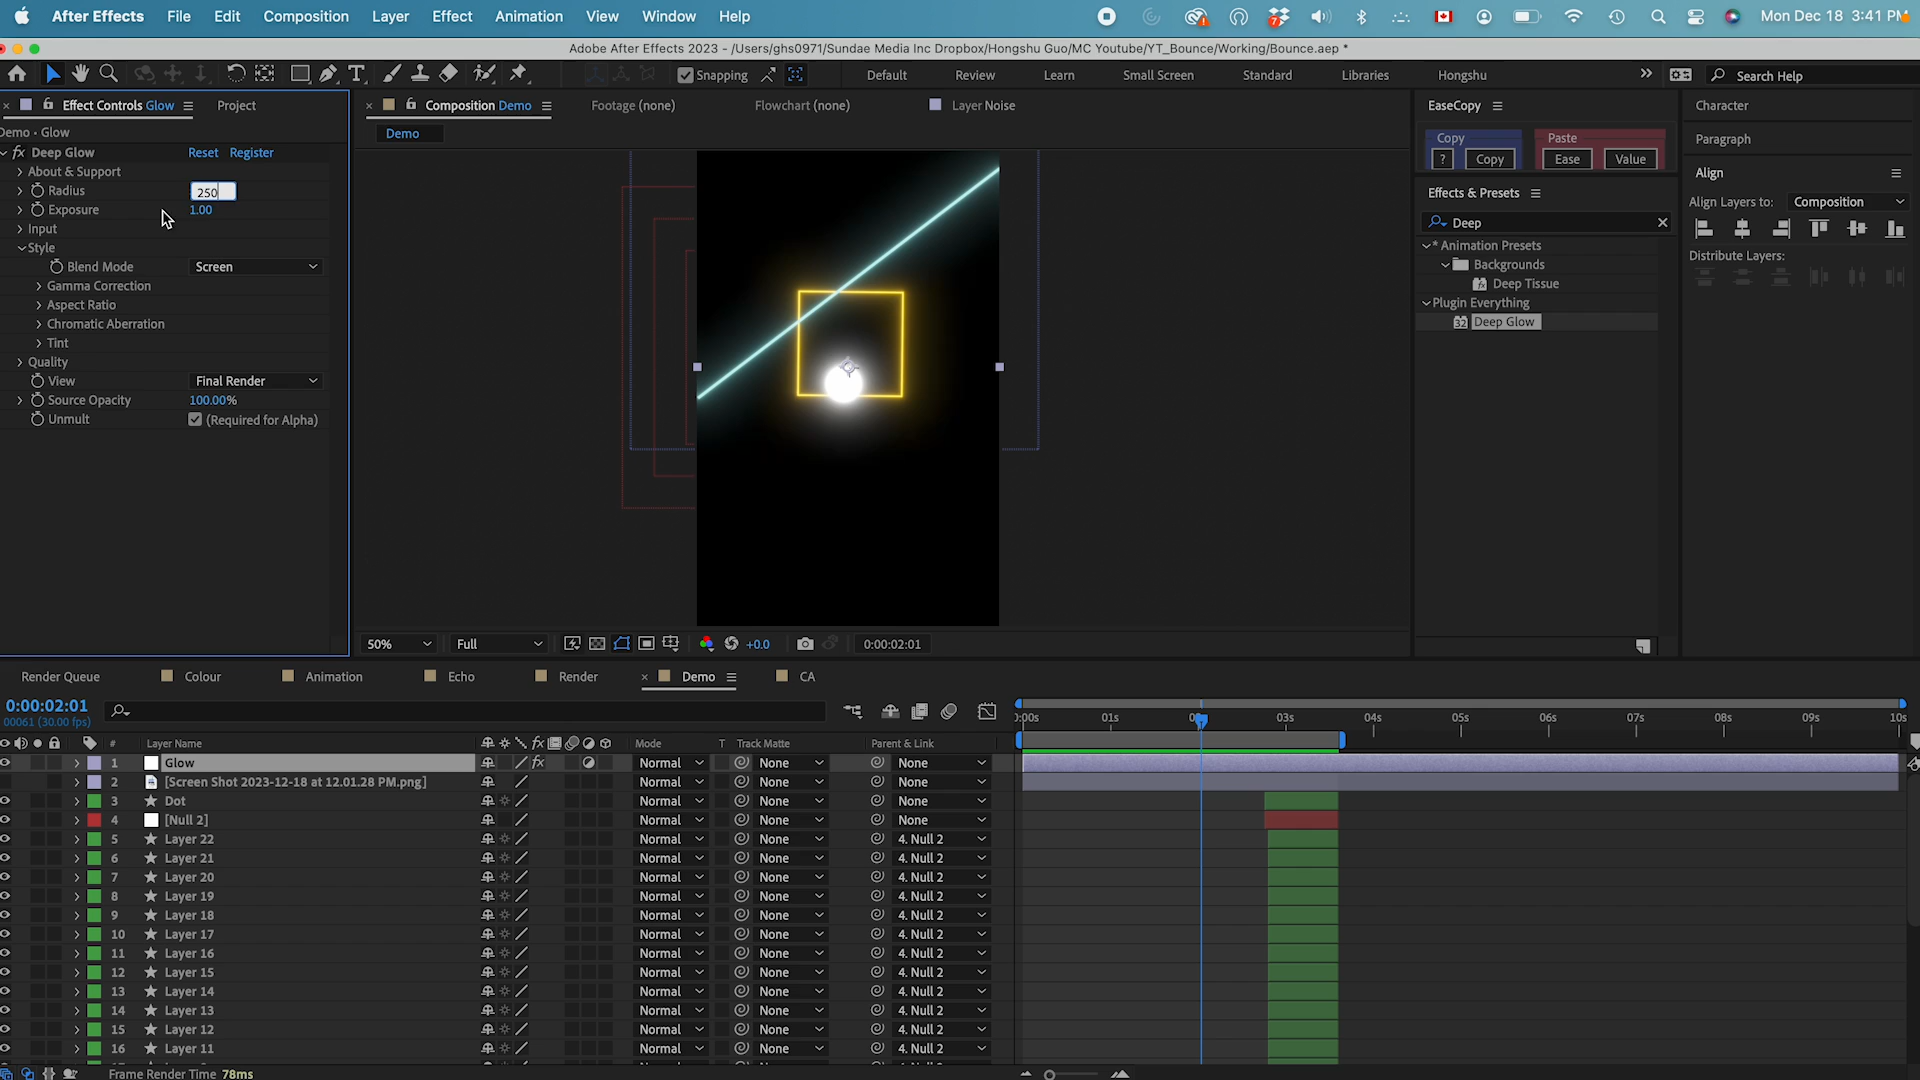 After Effects File Edit Composition Layer Effect Animation View Window Help Mon Dec 18 3:41 PM
Adobe After Effects 2023 - /Users/ghs0971/Sundae Media Inc Dropbox/Hongshu Guo/MC Youtube/YT_Bounce/Working/Bounce.aep *
Snapping Default Review Learn Small Screen Standard Libraries Hongshu Search Help
Effect Controls Glow Project
Composition Demo Footage (none) Flowchart (none) Layer Noise
Demo · Glow
Demo
fx Deep Glow Reset Register
About & Support
Radius 250
Exposure 1.00
Input
Style
Blend Mode Screen
Gamma Correction
Aspect Ratio
Chromatic Aberration
Tint
Quality
View Final Render
Source Opacity 100.00%
Unmult (Required for Alpha)
50% Full +0.0 0:00:02:01
EaseCopy
Copy Paste
? Copy Ease Value
Effects & Presets
Deep
* Animation Presets
Backgrounds
Deep Tissue
Plugin Everything
32 Deep Glow
Character
Paragraph
Align
Align Layers to: Composition
Distribute Layers:
Render Queue Colour Animation Echo Render Demo CA
0:00:02:01
00061 (30.00 fps)
01s 03s 04s 05s 06s 07s 08s 09s 10s
# Layer Name fx Mode T Track Matte Parent & Link
1 Glow fx Normal None None
2 [Screen Shot 2023-12-18 at 12.01.28 PM.png] Normal None None
3 Dot Normal None None
4 [Null 2] Normal None None
5 Layer 22 Normal None 4. Null 2
6 Layer 21 Normal None 4. Null 2
7 Layer 20 Normal None 4. Null 2
8 Layer 19 Normal None 4. Null 2
9 Layer 18 Normal None 4. Null 2
10 Layer 17 Normal None 4. Null 2
11 Layer 16 Normal None 4. Null 2
12 Layer 15 Normal None 4. Null 2
13 Layer 14 Normal None 4. Null 2
14 Layer 13 Normal None 4. Null 2
15 Layer 12 Normal None 4. Null 2
16 Layer 11 Normal None 4. Null 2
Frame Render Time 78ms